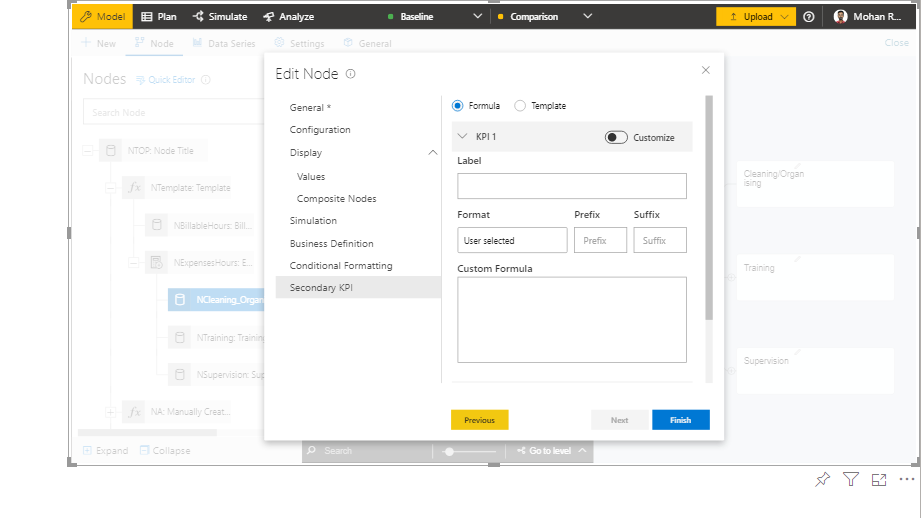 Model Plan Simulate Analyze Baseline Comparison Upload Mohan R...
New Node Data Series Settings General Close
Nodes Quick Editor
Search Node
NTOP: Node Title
NTemplate: Template
NBillableHours: Bill...
NExpensesHours: E...
NCleaning_Organ
NTraining: Training
NSupervision: Sup
NA: Manually Creat...
Expand Collapse
Edit Node
General *
Configuration
Display
Values
Composite Nodes
Simulation
Business Definition
Conditional Formatting
Secondary KPI
Formula Template
KPI 1 Customize
Label
Format Prefix Suffix
User selected Prefix Suffix
Custom Formula
Previous Next Finish
Search Go to level
Cleaning/Organ
ising
Training
Supervision